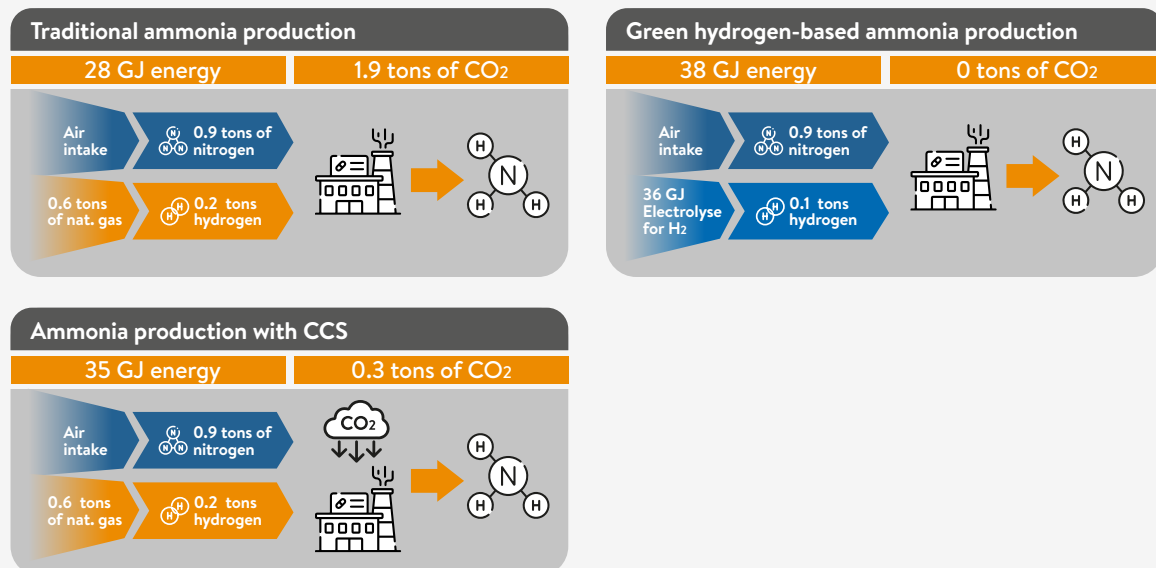 Traditional ammonia production
28 GJ energy
1.9 tons of CO2
Air
intake
N
N N
0.9 tons of
nitrogen
0.6 tons
of nat. gas
H H
0.2 tons
hydrogen
H
N
H
H
Green hydrogen-based ammonia production
38 GJ energy
0 tons of CO2
Air
intake
N
N N
0.9 tons of
nitrogen
36 GJ
Electrolyse
for H2
H H
0.1 tons
hydrogen
H
N
H
H
Ammonia production with CCS
35 GJ energy
0.3 tons of CO2
Air
intake
N
N N
0.9 tons of
nitrogen
0.6 tons
of nat. gas
H H
0.2 tons
hydrogen
CO2
H
N
H
H